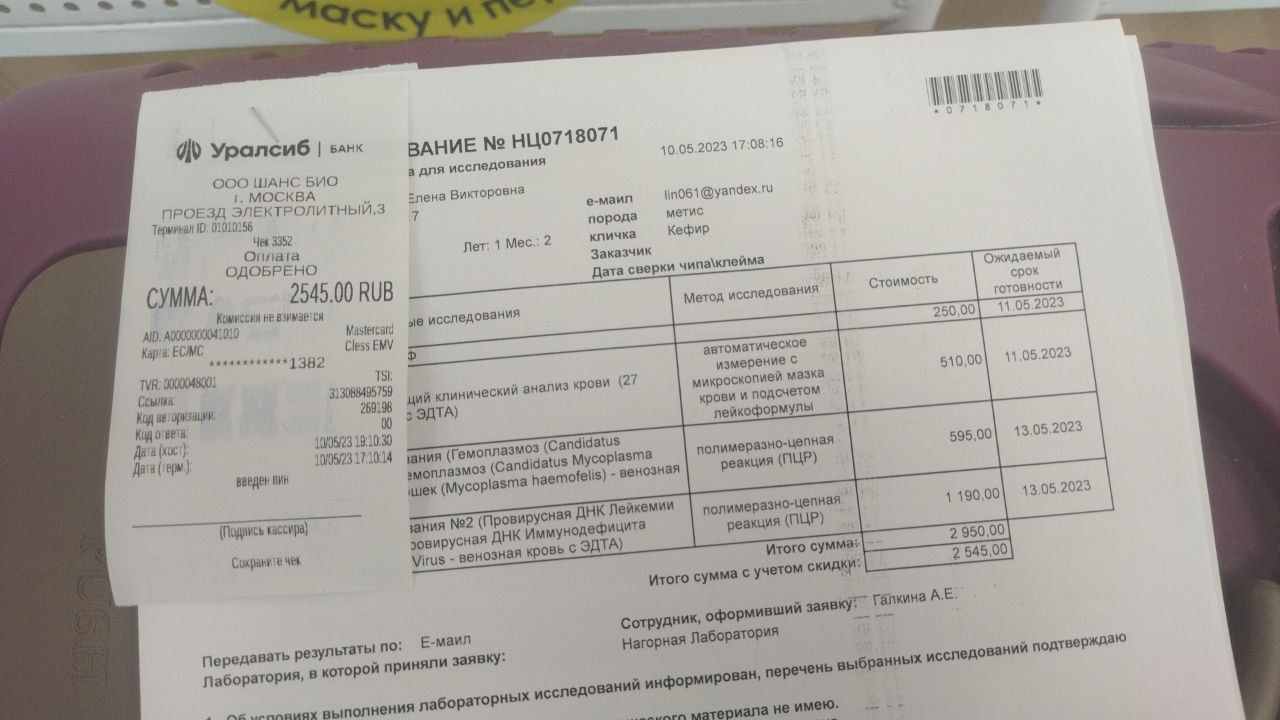 маску и пе
*0718071*
Уралсиб | БАНК
ООО ШАНС БИО
г. МОСКВА
ПРОЕЗД ЭЛЕКТРОЛИТНЫЙ,3
Терминал ID: 01010156
Чек 3352
Оплата
ОДОБРЕНО
СУММА: 2545.00 RUB
Комиссия не взимается
AID: A0000000041010 Mastercard
Карта: EC/MC Cless EMV
************1382
TVR: 0000048001 TSI:
Ссылка: 313088495759
Код авторизации: 269196
Код ответа: 00
Дата (хост): 10/05/23 19:10:30
Дата (терм.): 10/05/23 17:10:14
введен пин
(Подпись кассира)
Сохраните чек
ВАНИЕ № НЦ0718071 10.05.2023 17:08:16
а для исследования
Елена Викторовна е-маил lin061@yandex.ru
7 порода метис
Лет: 1 Мес.: 2 кличка Кефир
Заказчик
Дата сверки чипа\клейма
ые исследования Метод исследования Стоимость Ожидаемый срок готовности
Ф 250,00 11.05.2023
щий клинический анализ крови (27
с ЭДТА)
автоматическое
измерение с
микроскопией мазка
крови и подсчетом
лейкоформулы
510,00 11.05.2023
вания (Гемоплазмоз (Candidatus
емоплазмоз (Candidatus Mycoplasma
ошек (Mycoplasma haemofelis) - венозная
полимеразно-цепная
реакция (ПЦР)
595,00 13.05.2023
вания №2 (Провирусная ДНК Лейкемии
ровирусная ДНК Иммунодефицита
Virus - венозная кровь с ЭДТА)
полимеразно-цепная
реакция (ПЦР)
1 190,00 13.05.2023
Итого сумма: 2 950,00
Итого сумма с учетом скидки: 2 545,00
Передавать результаты по: Е-маил Сотрудник, оформивший заявку: Галкина А.Е.
Лаборатория, в которой приняли заявку: Нагорная Лаборатория
1. Об условиях выполнения лабораторных исследований информирован, перечень выбранных исследований подтверждаю
материала не имею.